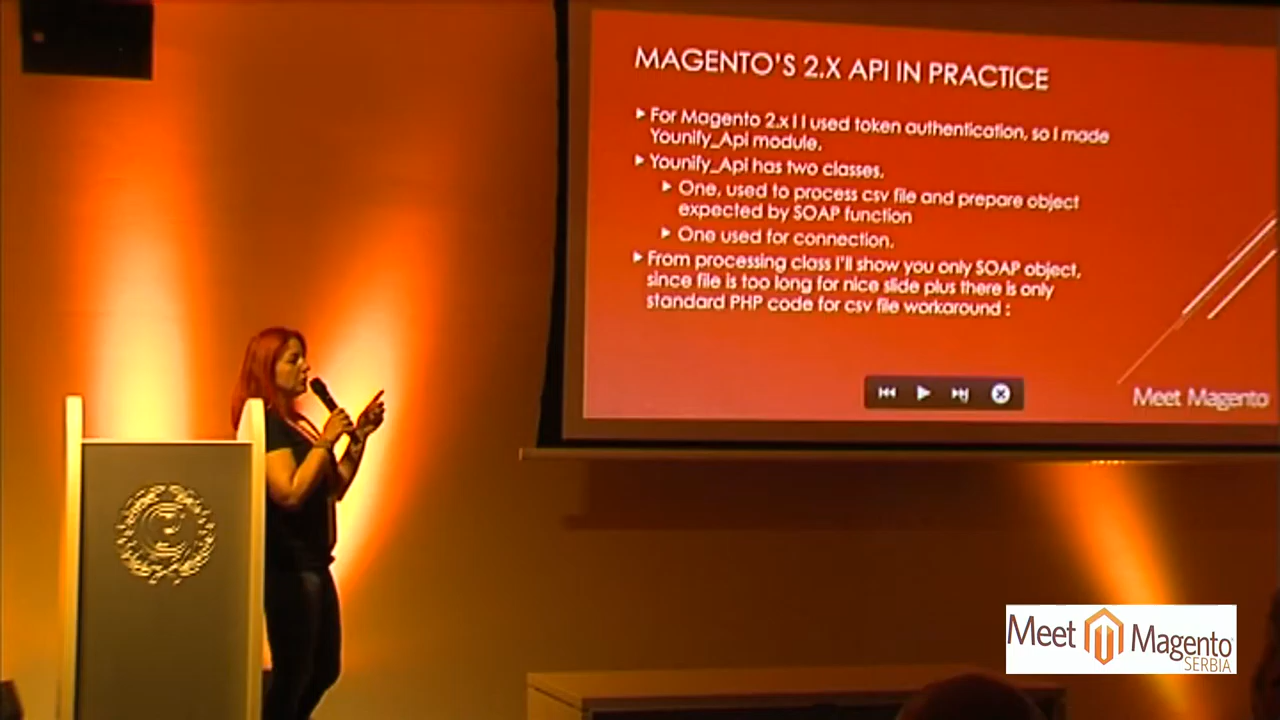 MAGENTO'S 2.X API IN PRACTICE
For Magento 2.x I I used token authentication, so I made
Younify_Api module.
Younify_Api has two classes.
One, used to process csv file and prepare object
expected by SOAP function
One used for connection.
From processing class I'll show you only SOAP object,
since file is too long for nice slide plus there is only
standard PHP code for csv file workaround :
Meet Magento
Meet Magento
SERBIA